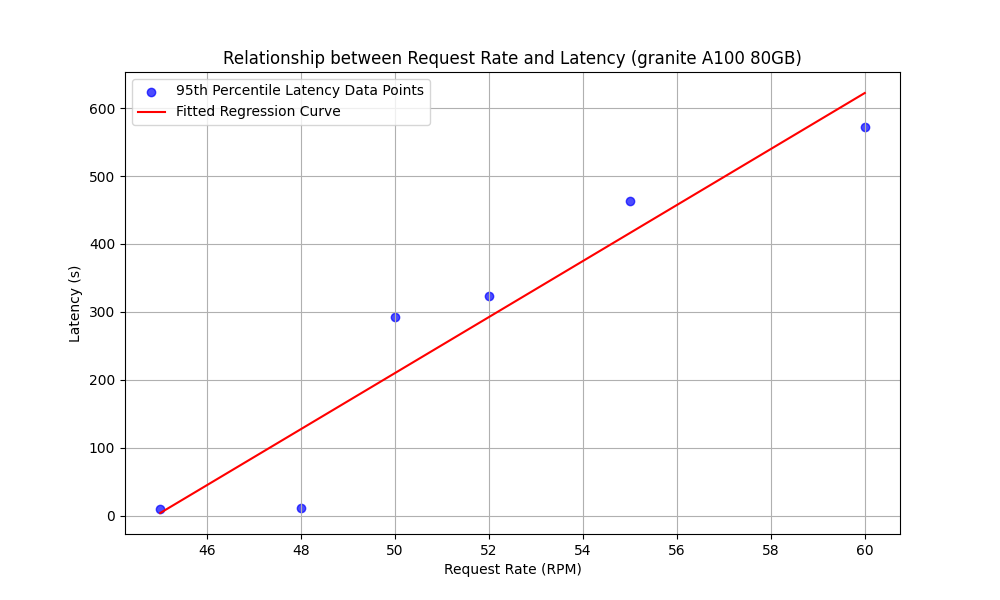 Relationship between Request Rate and Latency (granite A100 80GB)
95th Percentile Latency Data Points
Fitted Regression Curve
600
500
400
300
200
100
0
Latency (s)
46 48 50 52 54 56 58 60
Request Rate (RPM)